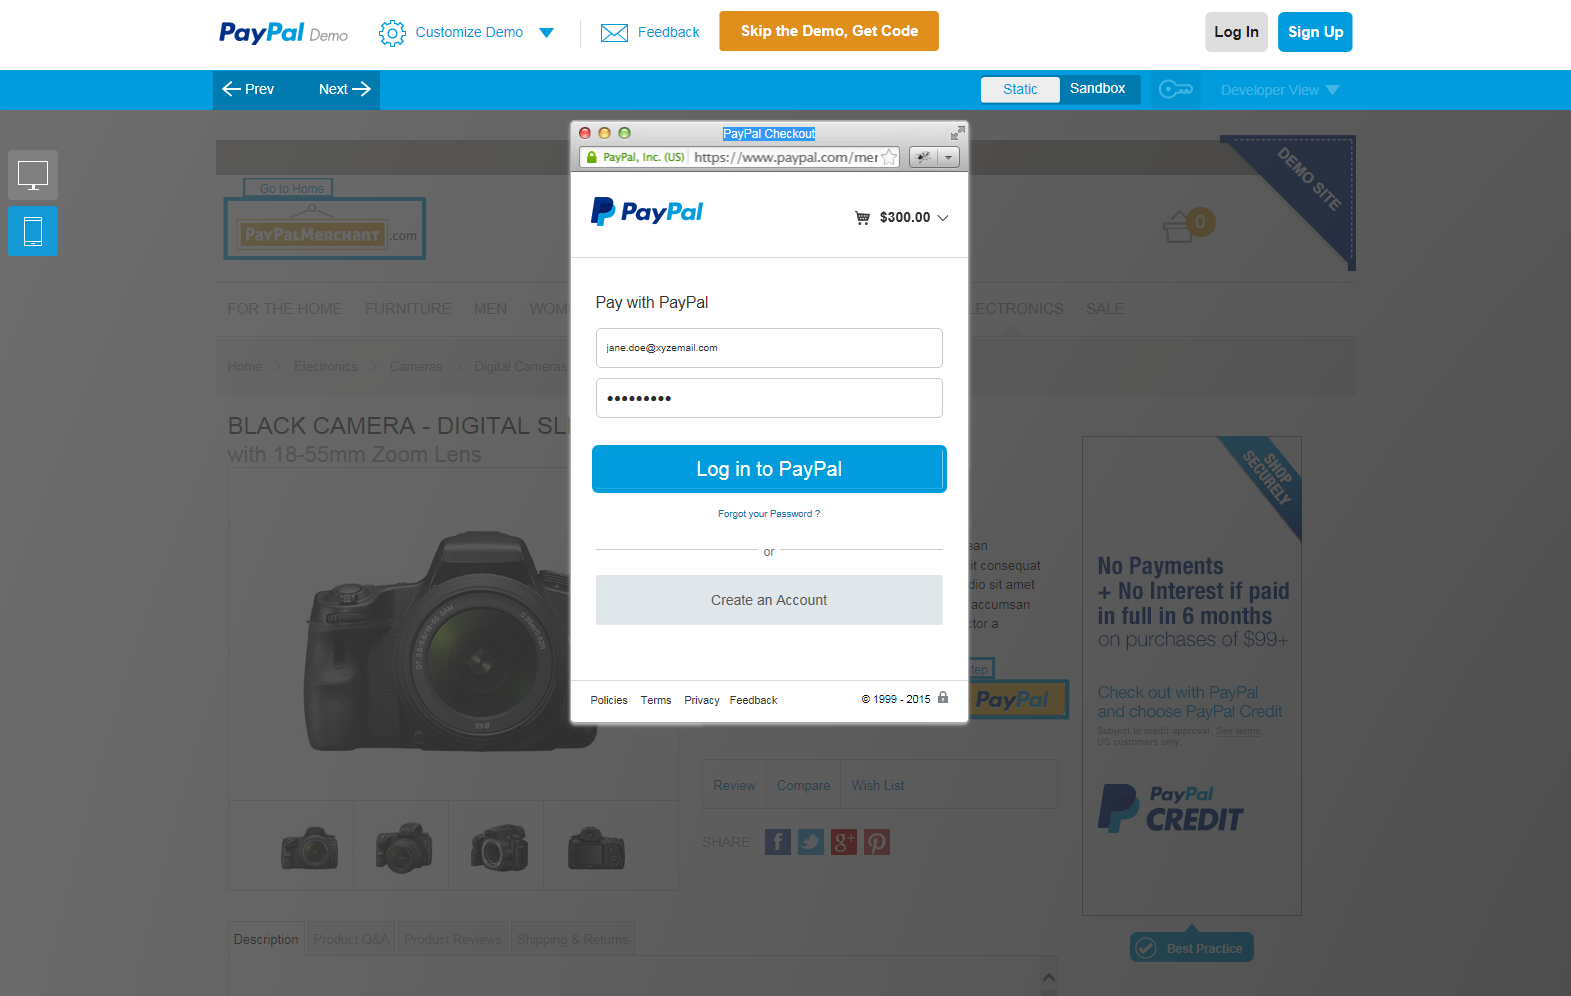 PayPal Demo
Customize Demo
Feedback
Skip the Demo, Get Code
Log In
Sign Up
Prev
Next
Static
Sandbox
Developer View
PayPal Checkout
PayPal, Inc. (US)
https://www.paypal.com/mer
Go to Home
PayPalMerchant.com
0
DEMO SITE
PayPal
$300.00
FOR THE HOME
FURNITURE
MEN
WOM
LECTRONICS
SALE
Pay with PayPal
jane.doe@xyzemail.com
•••••••••
Home
Electronics
Cameras
Digital Cameras
BLACK CAMERA - DIGITAL SL
with 18-55mm Zoom Lens
Log in to PayPal
Forgot your Password ?
or
Create an Account
ean
it consequat
dio sit amet
accumsan
tor a
tep
PayPal
Policies
Terms
Privacy
Feedback
© 1999 - 2015
SHOP
SECURELY
No Payments
+ No Interest if paid
in full in 6 months
on purchases of $99+
Check out with PayPal
and choose PayPal Credit
Subject to credit approval. See terms.
US customers only.
PayPal
CREDIT
Review
Compare
Wish List
SHARE:
Description
Product Q&A
Product Reviews
Shipping & Returns
Best Practice